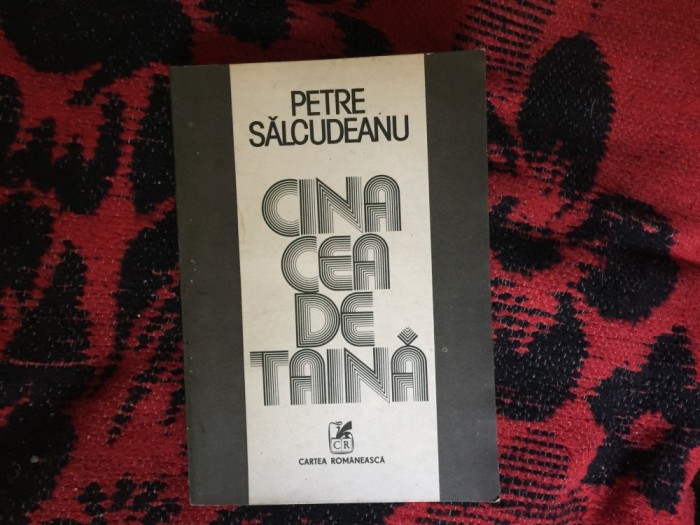 PETRE
SĂLCUDEANU
CINA
CEA
DE
TAINĂ
CR
CARTEA ROMÂNEASCĂ